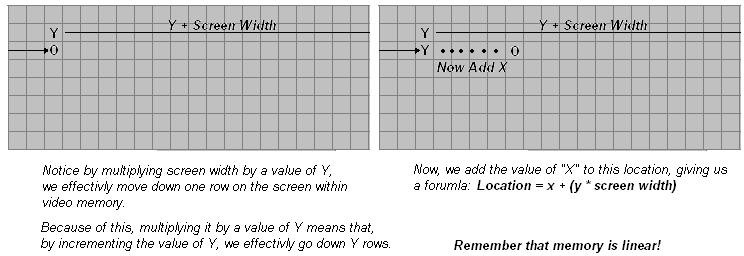 Y Y + Screen Width
O
Notice by multiplying screen width by a value of Y,
we effectivly move down one row on the screen within
video memory.
Because of this, multiplying it by a value of Y means that,
by incrementing the value of Y, we effectivly go down Y rows.
Y Y + Screen Width
Y O
Now Add X
Now, we add the value of "X" to this location, giving us
a forumla: Location = x + (y * screen width)
Remember that memory is linear!